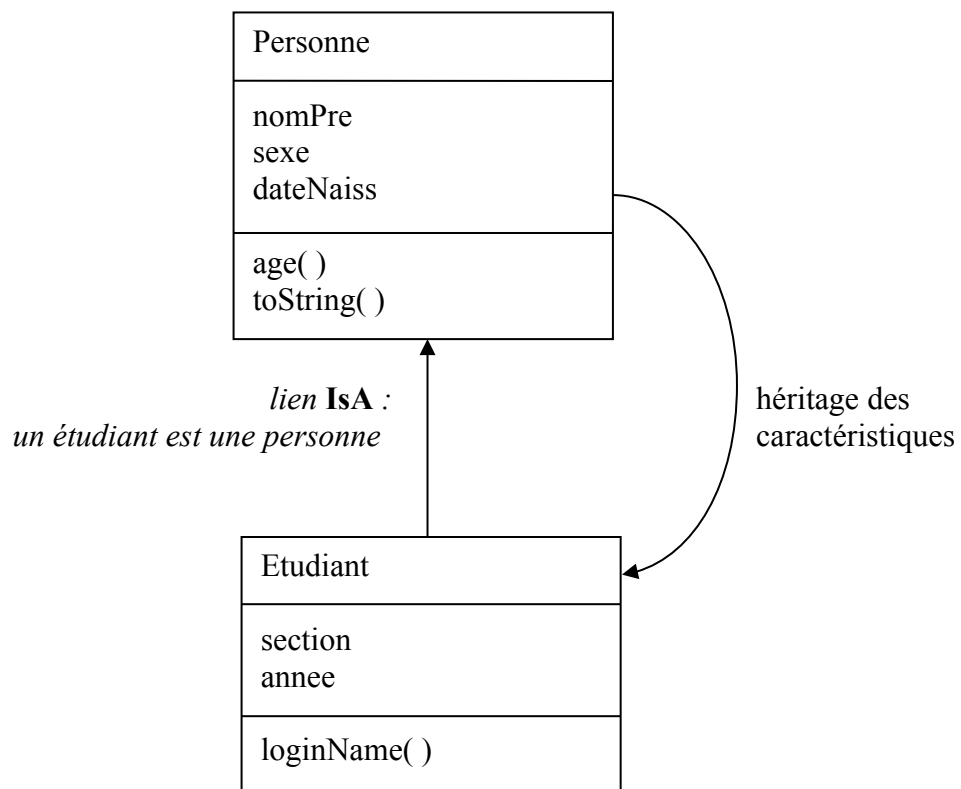 Personne
nomPre
sexe
dateNaiss
age( )
toString( )
lien IsA :
un étudiant est une personne
héritage des
caractéristiques
Etudiant
section
annee
loginName( )